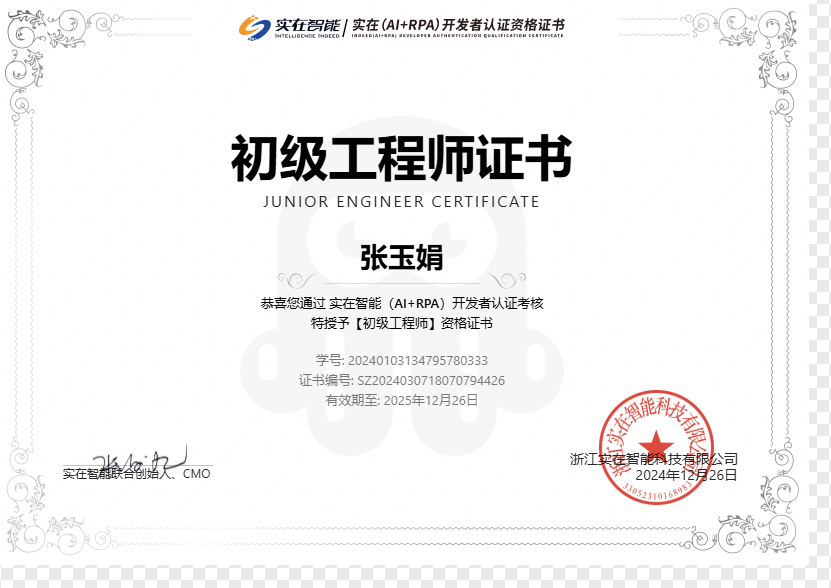 实在智能 实在(AI+RPA)开发者认证资格证书
INTELLIGENCE INDEED INDEED(AI+RPA) DEVELOPER AUTHENTICATION QUALIFICATION CERTIFICATE
初级工程师证书
JUNIOR ENGINEER CERTIFICATE
张玉娟
恭喜您通过 实在智能（AI+RPA）开发者认证考核
特授予【初级工程师】资格证书
学号: 20240103134795780333
证书编号: SZ2024030718070794426
有效期至: 2025年12月26日
实在智能联合创始人、CMO
浙江实在智能科技有限公司
2024年12月26日
浙江实在智能科技有限公司